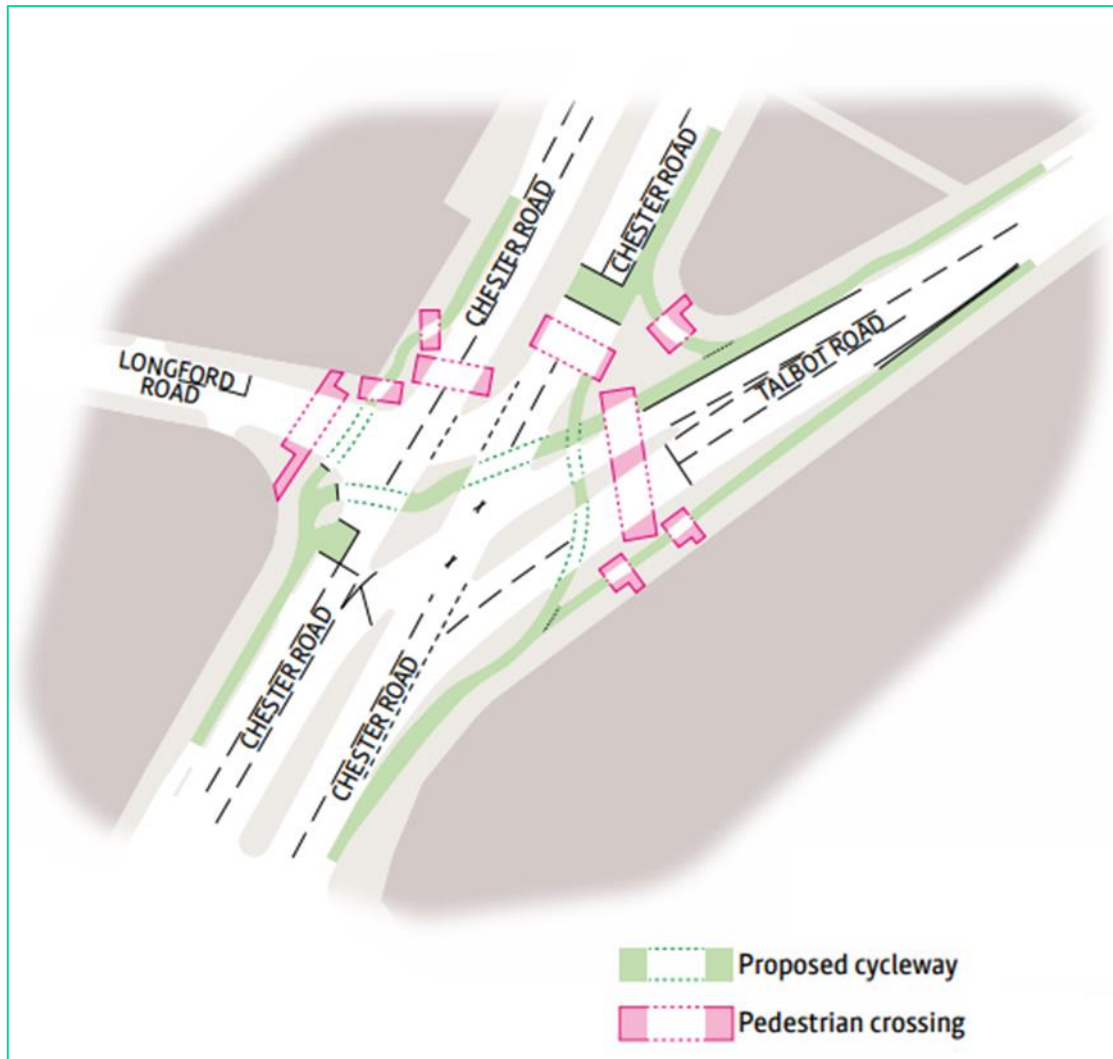 CHESTER ROAD
CHESTER ROAD
LONGFORD
ROAD
TALBOT ROAD
CHESTER ROAD
CHESTER ROAD
Proposed cycleway
Pedestrian crossing